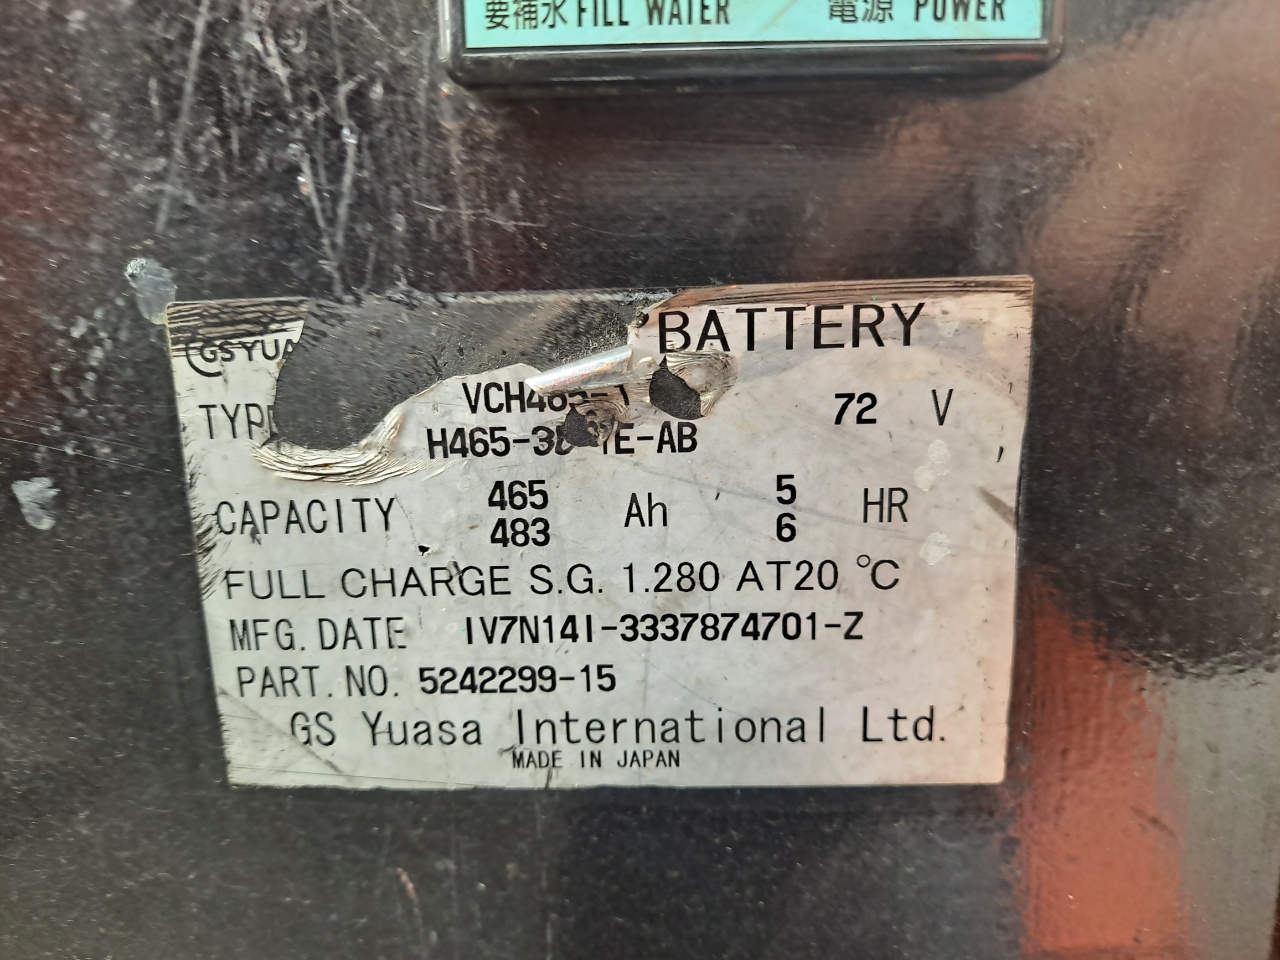 要補水 FILL WATER 電源 POWER
GS YUA
BATTERY
72 V
H465-3
E-AB
CAPACITY 465 Ah 5 HR
483 6
FULL CHARGE S.G. 1.280 AT20 °C
MFG. DATE IV7N14I-3337874701-Z
PART. NO. 5242299-15
GS Yuasa International Ltd.
MADE IN JAPAN